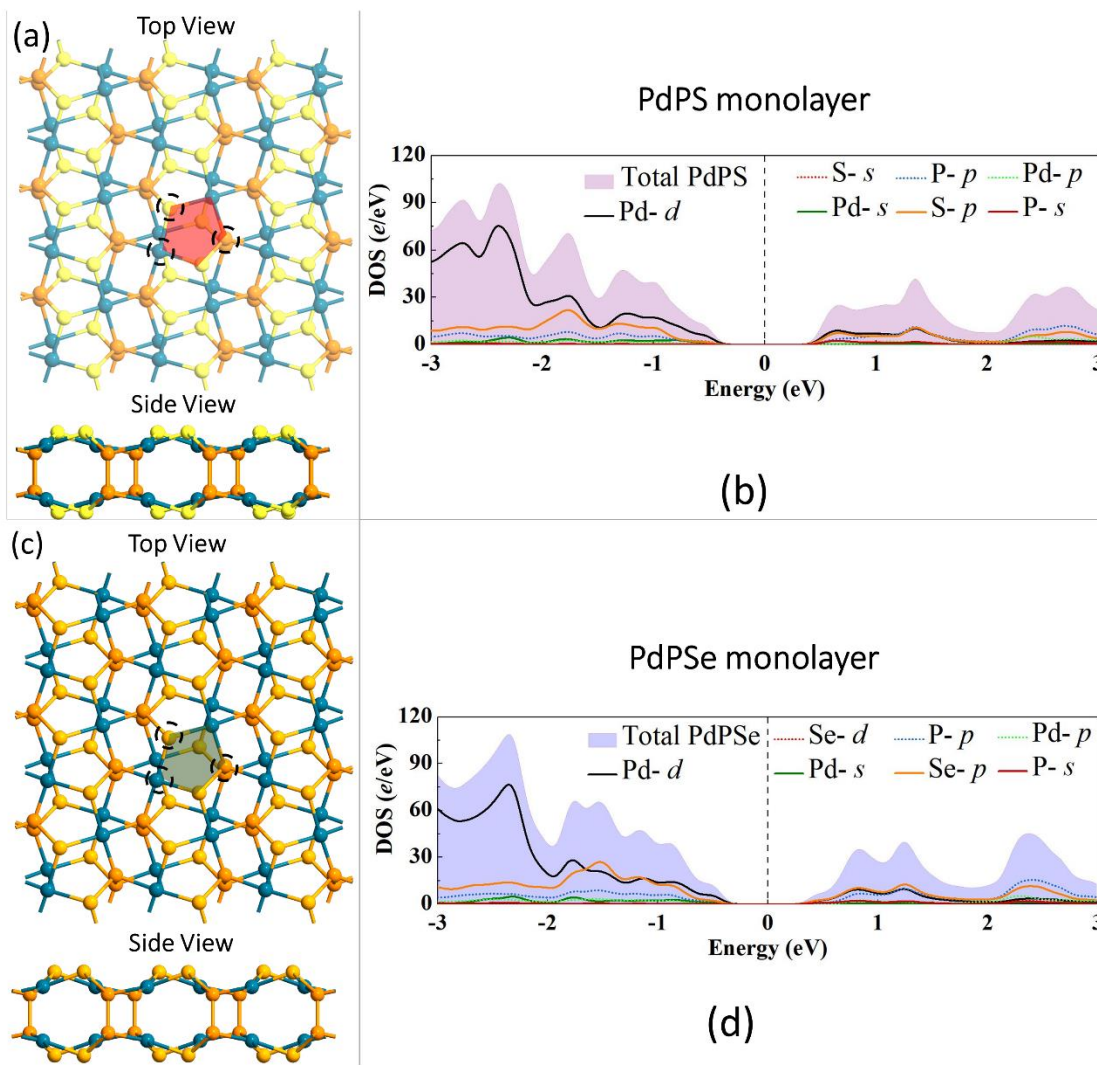 (a)
Top View
Side View
PdPS monolayer
120
90
60
30
0
DOS (e/eV)
Total PdPS
Pd- d
S- s
P- p
Pd- p
Pd- s
S- p
P- s
-3 -2 -1 0 1 2 3
Energy (eV)
(b)
(c)
Top View
Side View
PdPSe monolayer
120
90
60
30
0
DOS (e/eV)
Total PdPSe
Pd- d
Se- d
P- p
Pd- p
Pd- s
Se- p
P- s
-3 -2 -1 0 1 2 3
Energy (eV)
(d)